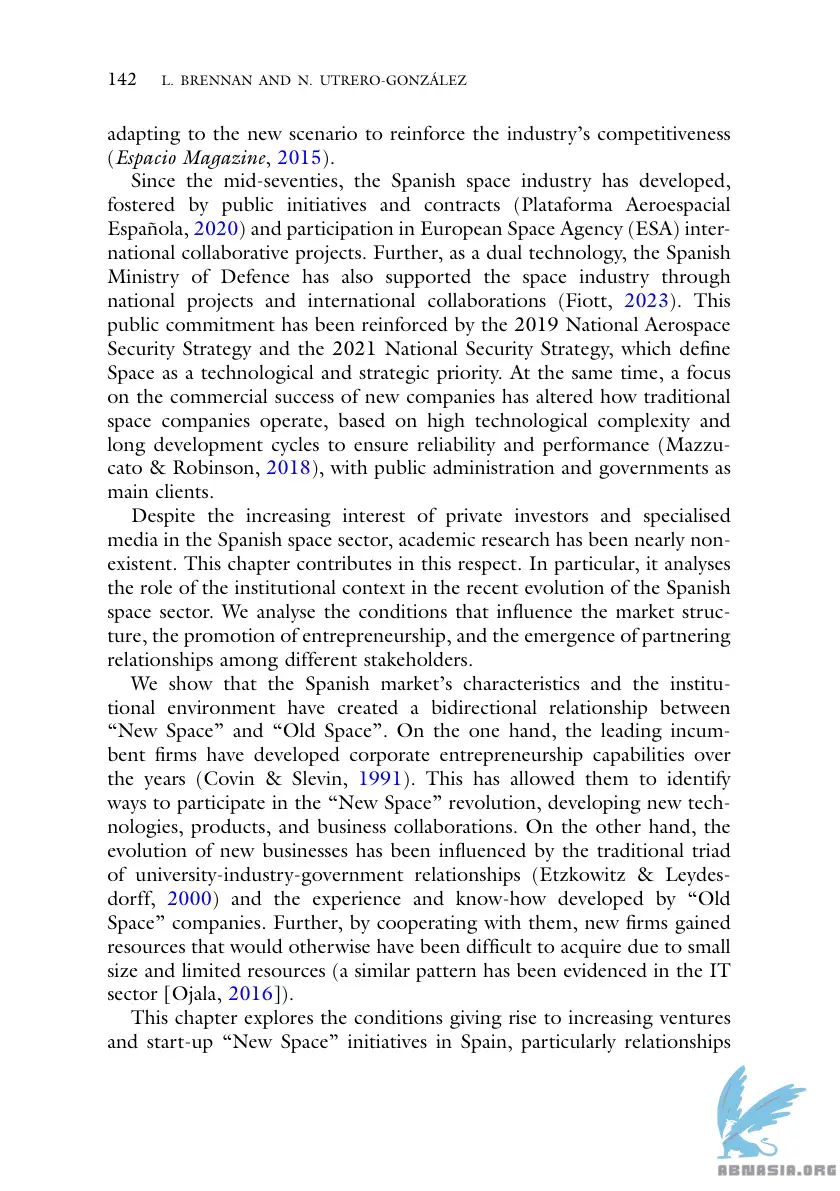 142 L. BRENNAN AND N. UTRERO-GONZÁLEZ
adapting to the new scenario to reinforce the industry’s competitiveness
(Espacio Magazine, 2015).
Since the mid-seventies, the Spanish space industry has developed,
fostered by public initiatives and contracts (Plataforma Aeroespacial
Española, 2020) and participation in European Space Agency (ESA) inter-
national collaborative projects. Further, as a dual technology, the Spanish
Ministry of Defence has also supported the space industry through
national projects and international collaborations (Fiott, 2023). This
public commitment has been reinforced by the 2019 National Aerospace
Security Strategy and the 2021 National Security Strategy, which define
Space as a technological and strategic priority. At the same time, a focus
on the commercial success of new companies has altered how traditional
space companies operate, based on high technological complexity and
long development cycles to ensure reliability and performance (Mazzu-
cato & Robinson, 2018), with public administration and governments as
main clients.
Despite the increasing interest of private investors and specialised
media in the Spanish space sector, academic research has been nearly non-
existent. This chapter contributes in this respect. In particular, it analyses
the role of the institutional context in the recent evolution of the Spanish
space sector. We analyse the conditions that influence the market struc-
ture, the promotion of entrepreneurship, and the emergence of partnering
relationships among different stakeholders.
We show that the Spanish market’s characteristics and the institu-
tional environment have created a bidirectional relationship between
“New Space” and “Old Space”. On the one hand, the leading incum-
bent firms have developed corporate entrepreneurship capabilities over
the years (Covin & Slevin, 1991). This has allowed them to identify
ways to participate in the “New Space” revolution, developing new tech-
nologies, products, and business collaborations. On the other hand, the
evolution of new businesses has been influenced by the traditional triad
of university-industry-government relationships (Etzkowitz & Leydes-
dorff, 2000) and the experience and know-how developed by “Old
Space” companies. Further, by cooperating with them, new firms gained
resources that would otherwise have been difficult to acquire due to small
size and limited resources (a similar pattern has been evidenced in the IT
sector [Ojala, 2016]).
This chapter explores the conditions giving rise to increasing ventures
and start-up “New Space” initiatives in Spain, particularly relationships
ABNASIA.ORG